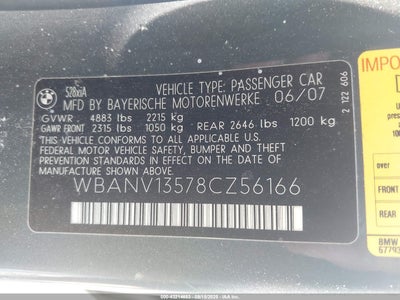 528xiA
VEHICLE TYPE: PASSENGER CAR
MFD BY BAYERISCHE MOTORENWERKE 06/07
GVWR 4883 lbs 2215 kg
GAWR FRONT 2315 lbs 1050 kg REAR 2646 lbs 1200 kg
THIS VEHICLE CONFORMS TO ALL APPLICABLE U.S.
FEDERAL MOTOR VEHICLE SAFETY, BUMPER AND THEFT
PREVENTION STANDARDS IN EFFECT ON THE DATE OF
MANUFACTURE SHOWN ABOVE.
WBANV13578CZ56166
2 122 606
IMPO
over
FRONT
REAR
BMW
67793